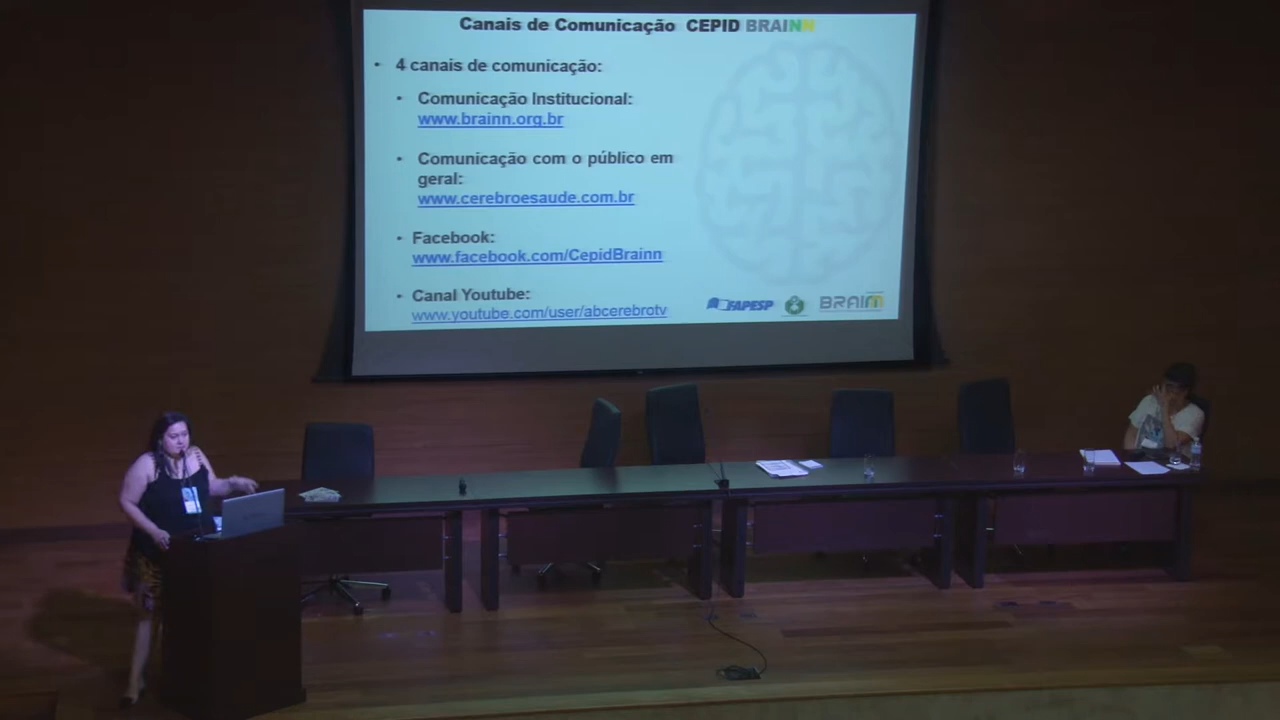 Canais de Comunicação CEPID BRAINN
• 4 canais de comunicação:
• Comunicação Institucional:
www.brainn.org.br
• Comunicação com o público em
geral:
www.cerebroesaude.com.br
• Facebook:
www.facebook.com/CepidBrainn
• Canal Youtube:
www.youtube.com/user/abcerebrotv
FAPESP
BRAINN